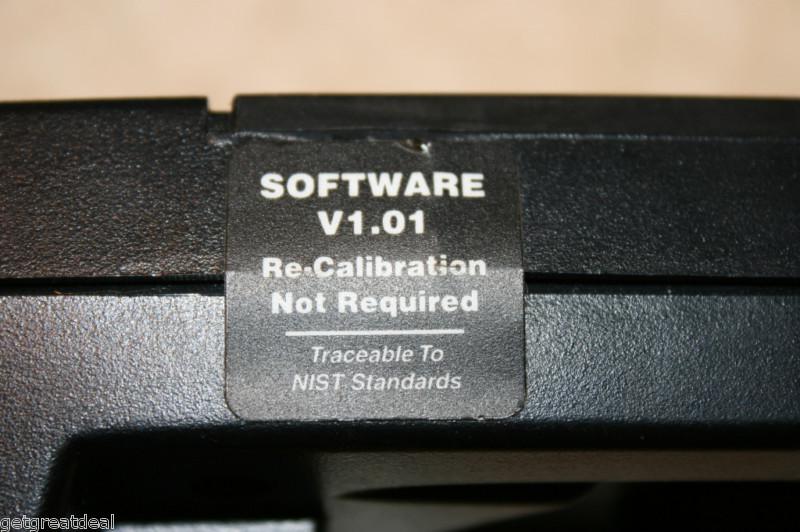 SOFTWARE
V1.01
Re-Calibration
Not Required
Traceable To
NIST Standards
getgreatdeal